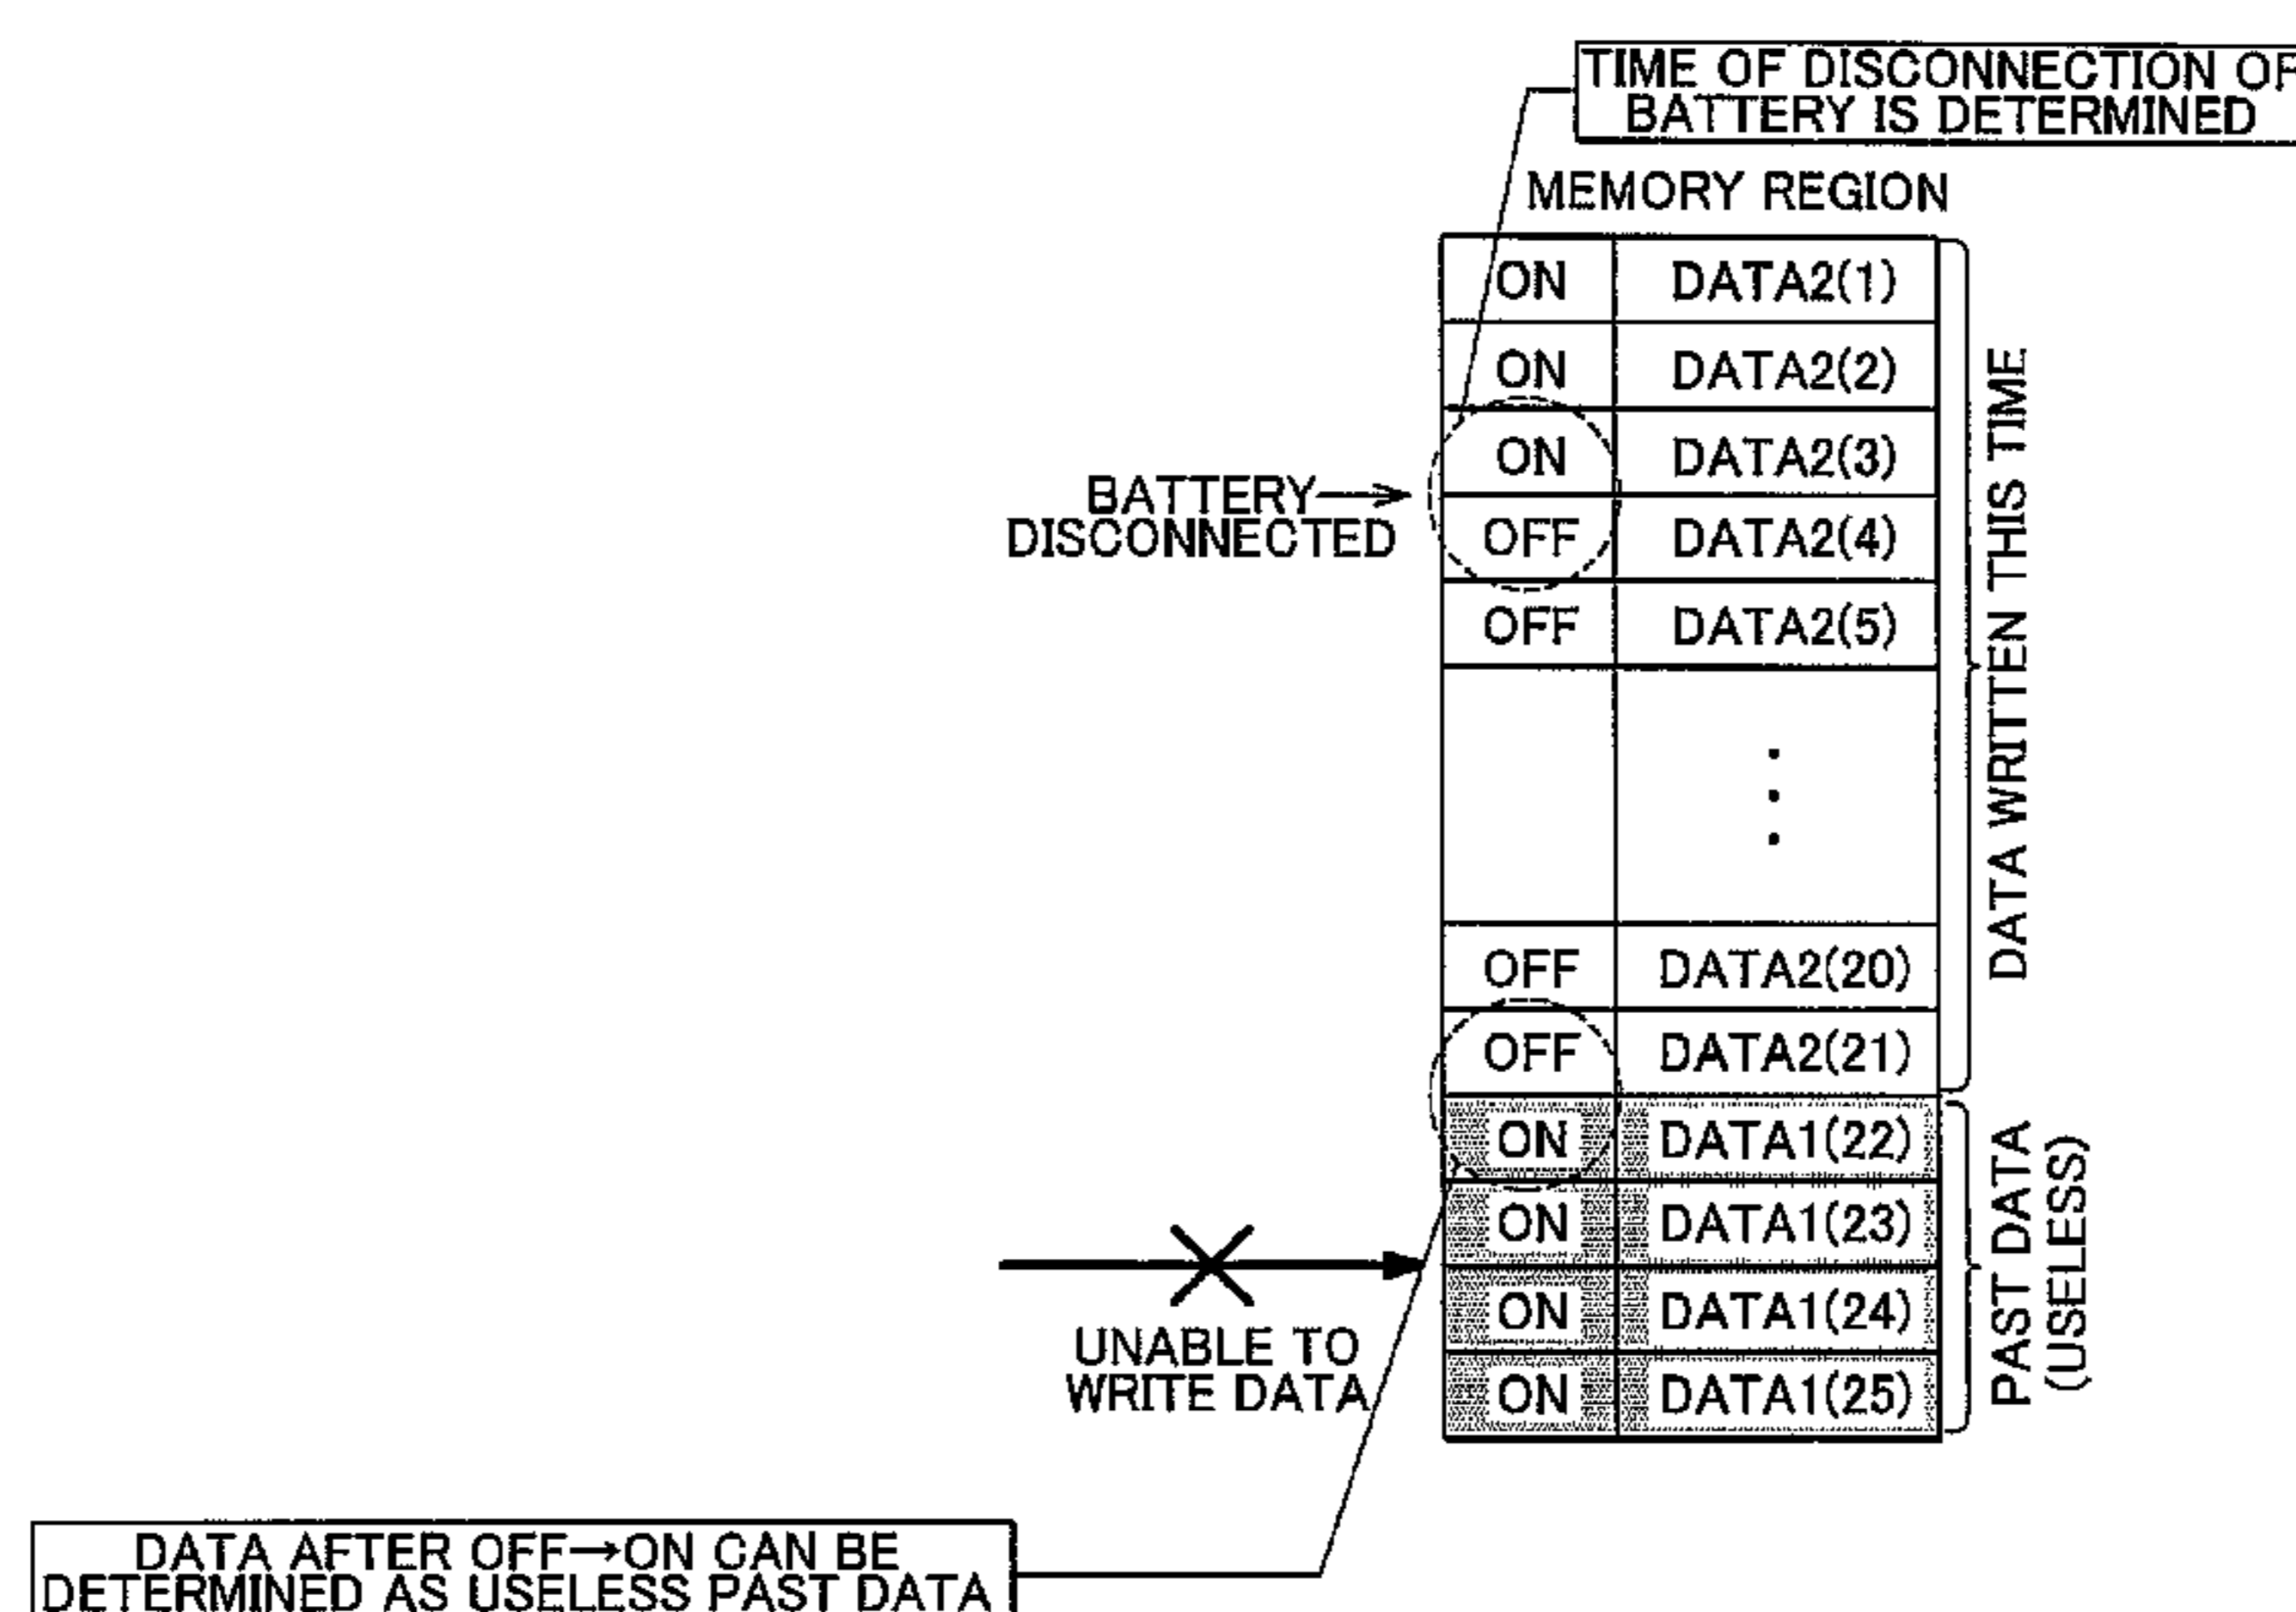 TIME OF DISCONNECTION OF
BATTERY IS DETERMINED
MEMORY REGION
ON DATA2(1)
ON DATA2(2)
ON DATA2(3)
BATTERY→
DISCONNECTED
OFF DATA2(4)
OFF DATA2(5)
OFF DATA2(20)
OFF DATA2(21)
DATA WRITTEN THIS TIME
ON DATA1(22)
ON DATA1(23)
ON DATA1(24)
ON DATA1(25)
PAST DATA
(USELESS)
UNABLE TO
WRITE DATA
DATA AFTER OFF→ON CAN BE
DETERMINED AS USELESS PAST DATA